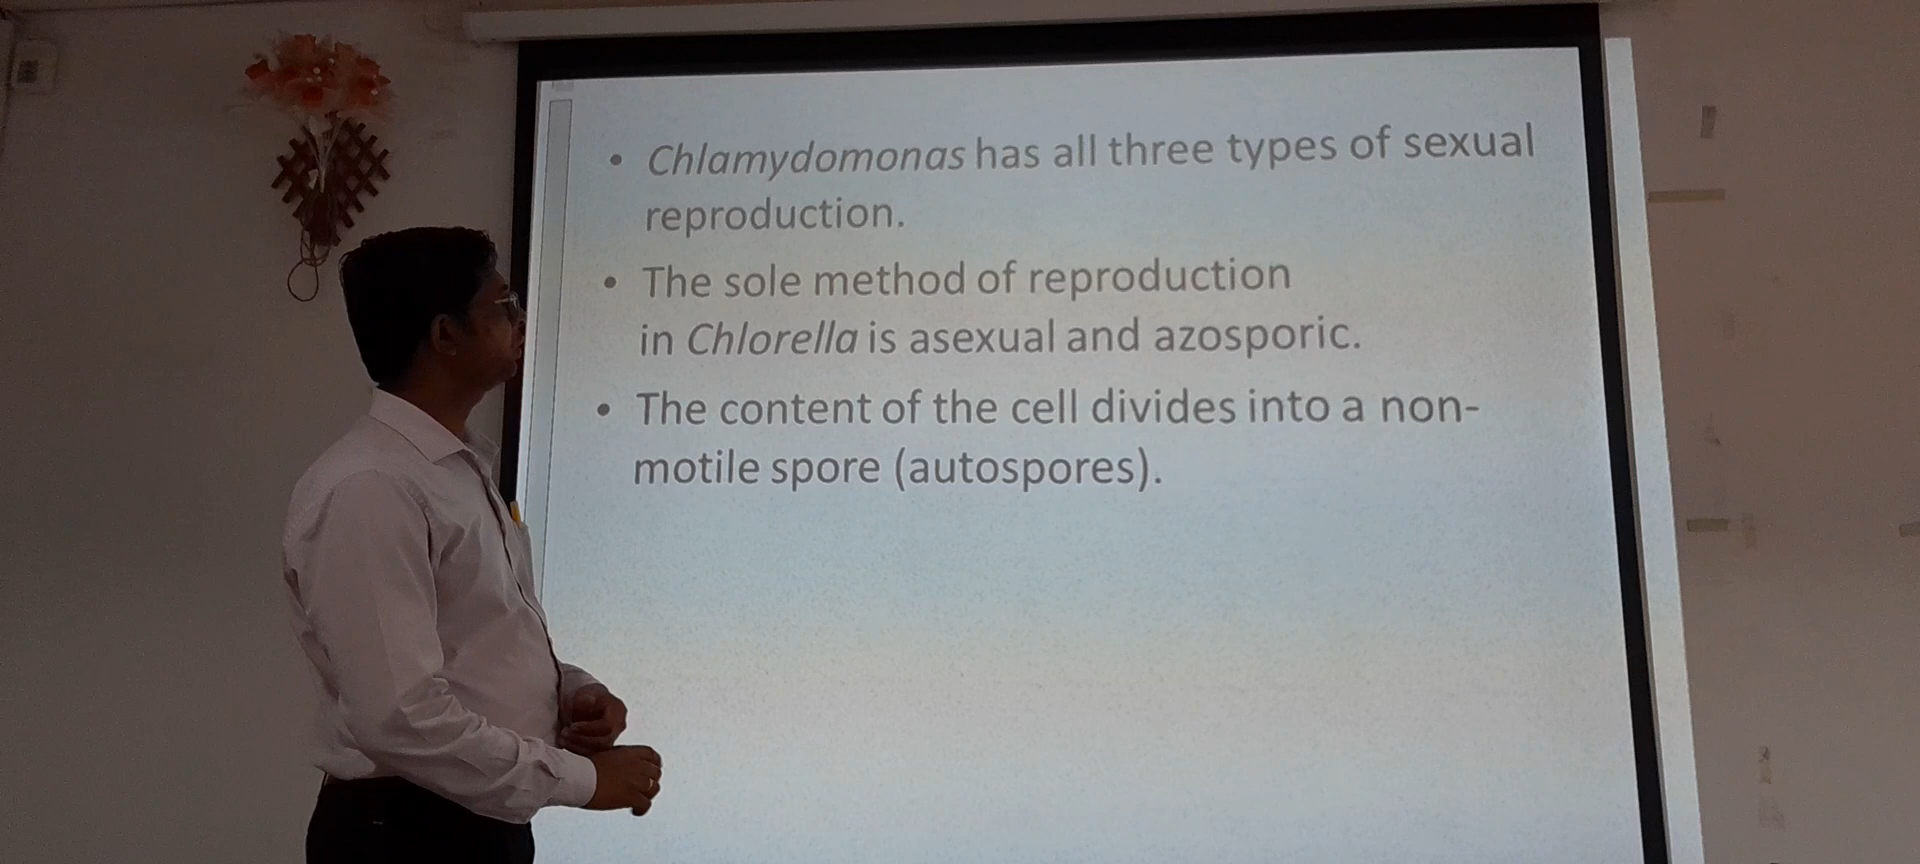 • Chlamydomonas has all three types of sexual
reproduction.
• The sole method of reproduction
in Chlorella is asexual and azosporic.
• The content of the cell divides into a non-
motile spore (autospores).